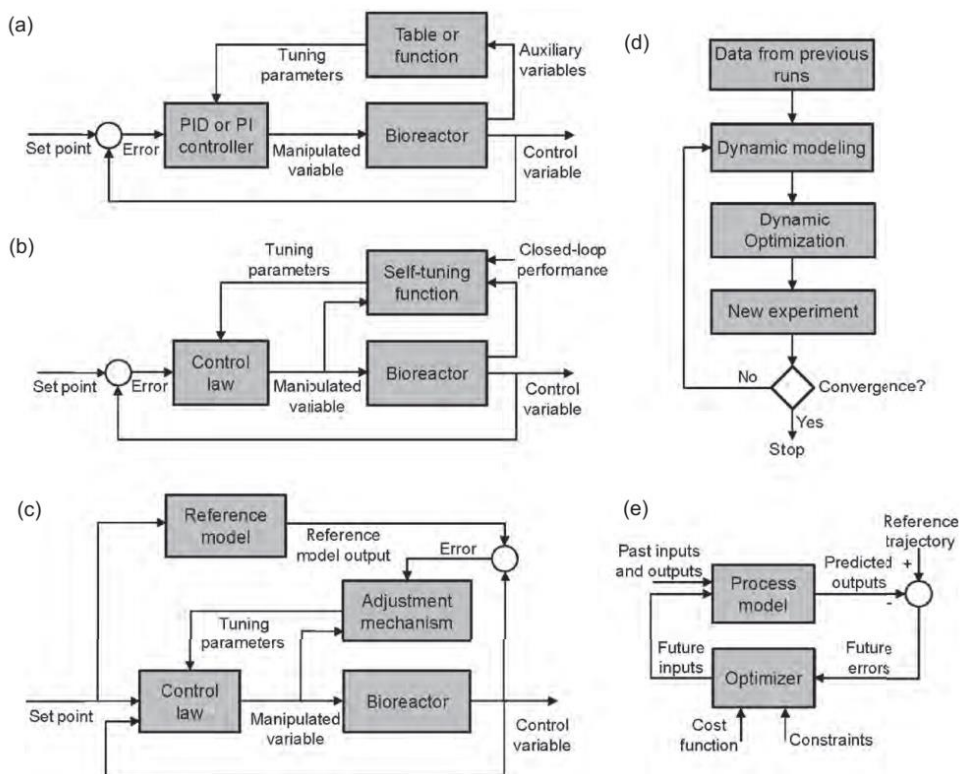 (a)
Table or
function
Tuning
parameters
Auxiliary
variables
Set point
Error
PID or PI
controller
Manipulated
variable
Bioreactor
Control
variable
(b)
Tuning
parameters
Self-tuning
function
Closed-loop
performance
Set point
Error
Control
law
Manipulated
variable
Bioreactor
Control
variable
(c)
Reference
model
Reference
model output
Error
Adjustment
mechanism
Tuning
parameters
Set point
Control
law
Manipulated
variable
Bioreactor
Control
variable
(d)
Data from previous
runs
Dynamic modeling
Dynamic
Optimization
New experiment
No
Convergence?
Yes
Stop
(e)
Reference
trajectory
+
Past inputs
and outputs
Process
model
Predicted
outputs
-
Future
inputs
Optimizer
Future
errors
Cost
function
Constraints